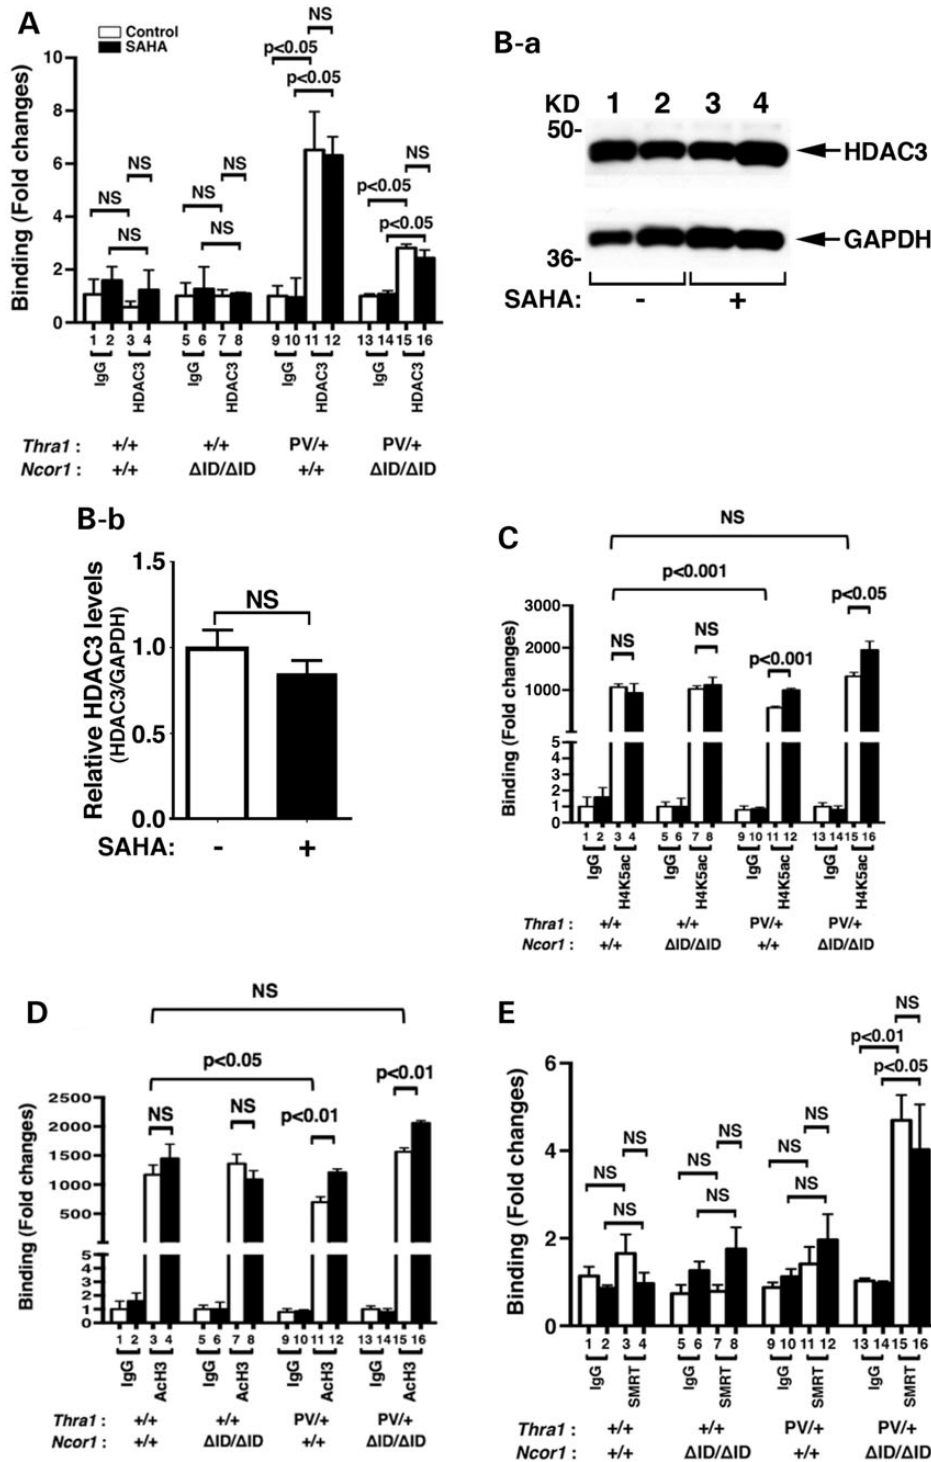 A
Control
SAHA
NS
p<0.05
p<0.05
NS
NS
NS
p<0.05
NS
NS
NS
NS
p<0.05
Binding (Fold changes)
10
8
6
4
2
0
1 2 3 4 5 6 7 8 9 10 11 12 13 14 15 16
IgG HDAC3 IgG HDAC3 IgG HDAC3 IgG HDAC3
Thra1 : +/+ +/+ PV/+ PV/+
Ncor1 : +/+ ΔID/ΔID +/+ ΔID/ΔID
B-a
KD 1 2 3 4
50-
HDAC3
GAPDH
36-
SAHA: - +
B-b
Relative HDAC3 levels
(HDAC3/GAPDH)
1.5
1.0
0.5
0.0
NS
SAHA: - +
C
NS
p<0.001
p<0.05
NS
NS
p<0.001
Binding (Fold changes)
3000
2000
1000
5
4
3
2
1
0
1 2 3 4 5 6 7 8 9 10 11 12 13 14 15 16
IgG H4K5ac IgG H4K5ac IgG H4K5ac IgG H4K5ac
Thra1 : +/+ +/+ PV/+ PV/+
Ncor1 : +/+ ΔID/ΔID +/+ ΔID/ΔID
D
NS
p<0.05
p<0.01
NS
NS
p<0.01
Binding (Fold changes)
2500
2000
1500
1000
500
5
4
3
2
1
0
1 2 3 4 5 6 7 8 9 10 11 12 13 14 15 16
IgG AcH3 IgG AcH3 IgG AcH3 IgG AcH3
Thra1 : +/+ +/+ PV/+ PV/+
Ncor1 : +/+ ΔID/ΔID +/+ ΔID/ΔID
E
NS
p<0.01
p<0.05
NS
NS
NS
NS
NS
NS
NS
NS
NS
Binding (Fold changes)
6
4
2
0
1 2 3 4 5 6 7 8 9 10 11 12 13 14 15 16
IgG SMRT IgG SMRT IgG SMRT IgG SMRT
Thra1 : +/+ +/+ PV/+ PV/+
Ncor1 : +/+ ΔID/ΔID +/+ ΔID/ΔID